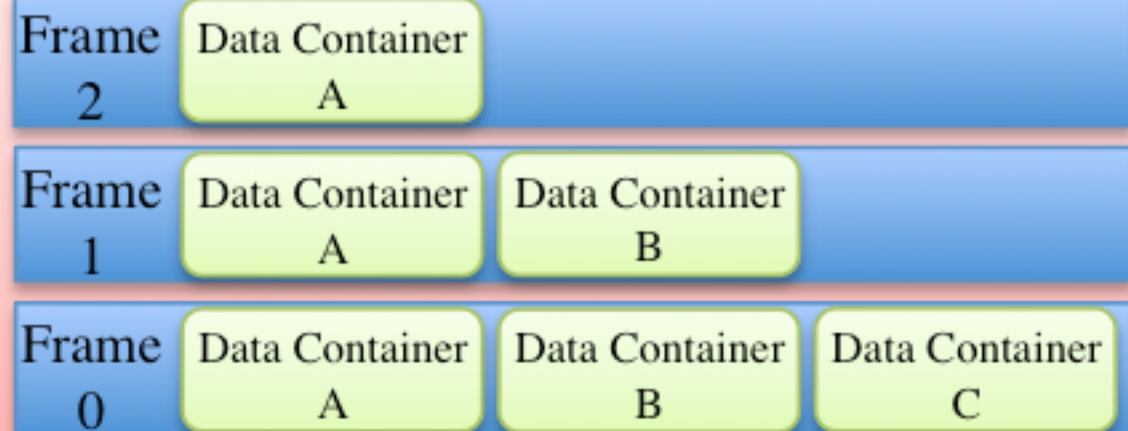 Frame
2
Data Container
A
Frame
1
Data Container
A
Data Container
B
Frame
0
Data Container
A
Data Container
B
Data Container
C